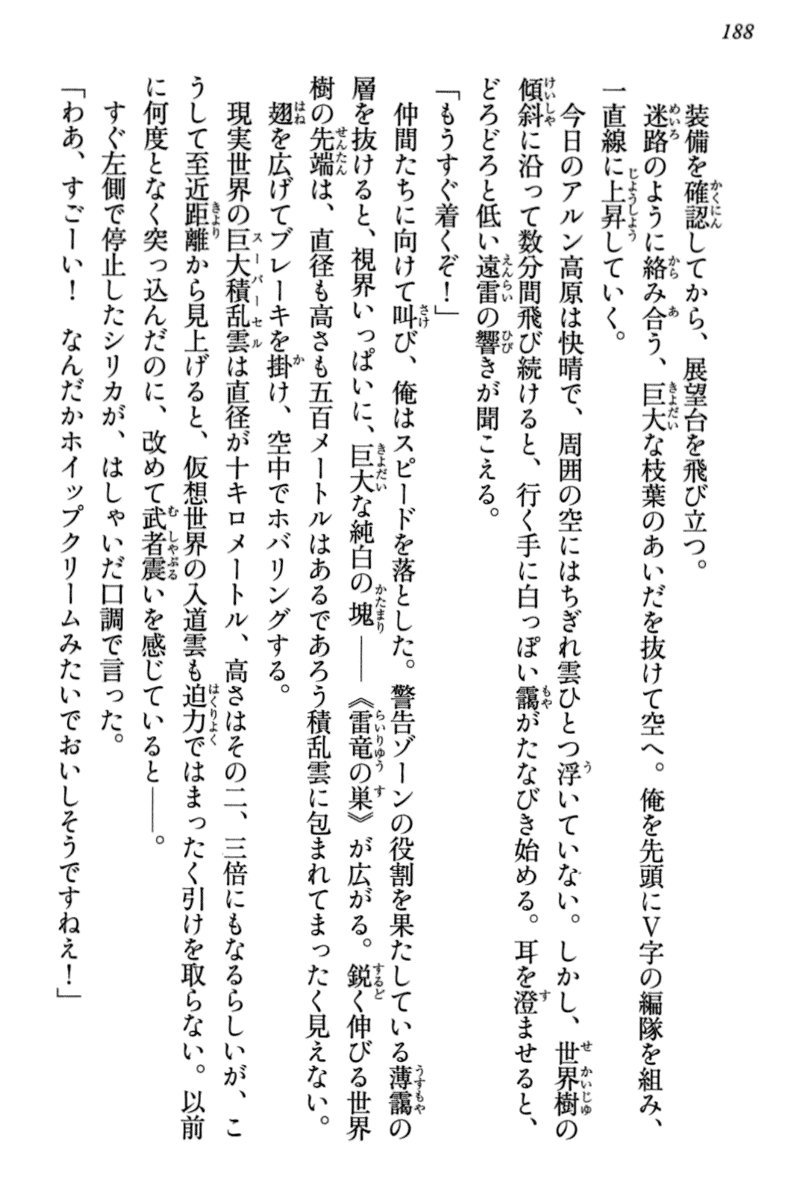 188
装備を確認してから、展望台を飛び立つ。
迷路のように絡み合う、巨大な枝葉のあいだを抜けて空へ。俺を先頭にV字の編隊を組み、
一直線に上昇していく。
今日のアルン高原は快晴で、周囲の空にはちぎれ雲ひとつ浮いていない。しかし、世界樹の
傾斜に沿って数分間飛び続けると、行く手に白っぽい靄がたなびき始める。耳を澄ませると、
どろどろと低い遠雷の響きが聞こえる。
「もうすぐ着くぞ！」
仲間たちに向けて叫び、俺はスピードを落とした。警告ゾーンの役割を果たしている薄靄の
層を抜けると、視界いっぱいに、巨大な純白の塊――《雷竜の巣》が広がる。鋭く伸びる世界
樹の先端は、直径も高さも五百メートルはあるであろう積乱雲に包まれてまったく見えない。
翅を広げてブレーキを掛け、空中でホバリングする。
現実世界の巨大積乱雲は直径が十キロメートル、高さはその二、三倍にもなるらしいが、こ
うして至近距離から見上げると、仮想世界の入道雲も迫力ではまったく引けを取らない。以前
に何度となく突っ込んだのに、改めて武者震いを感じていると――。
すぐ左側で停止したシリカが、はしゃいだ口調で言った。
「わあ、すごーい！　なんだかホイップクリームみたいでおいしそうですねえ！」